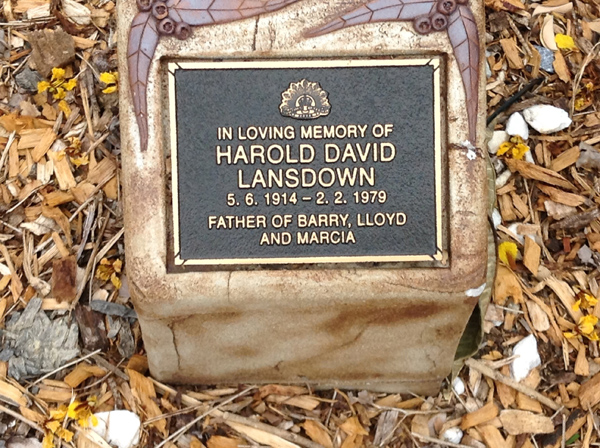 IN LOVING MEMORY OF
HAROLD DAVID
LANSDOWN
5. 6. 1914 – 2. 2. 1979
FATHER OF BARRY, LLOYD
AND MARCIA